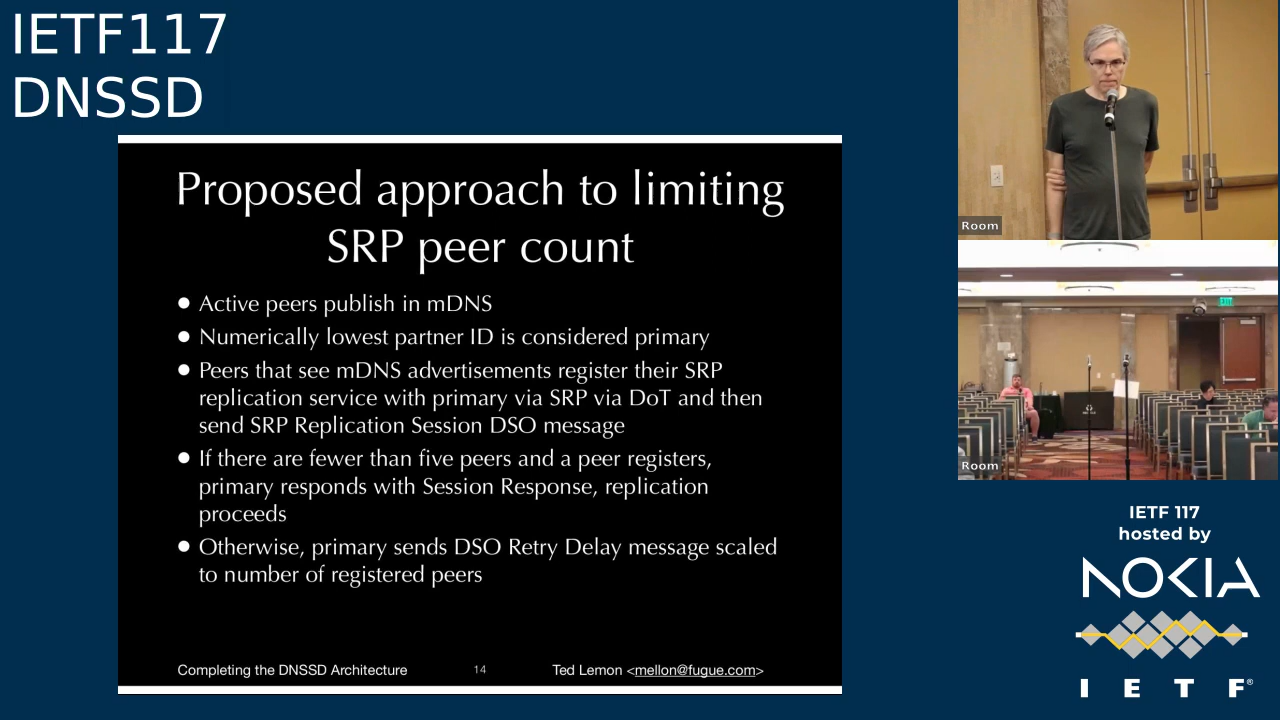 IETF117
DNSSD
Proposed approach to limiting
SRP peer count
● Active peers publish in mDNS
● Numerically lowest partner ID is considered primary
● Peers that see mDNS advertisements register their SRP
replication service with primary via SRP via DoT and then
send SRP Replication Session DSO message
● If there are fewer than five peers and a peer registers,
primary responds with Session Response, replication
proceeds
● Otherwise, primary sends DSO Retry Delay message scaled
to number of registered peers
Completing the DNSSD Architecture
14
Ted Lemon <mellon@fugue.com>
Room
Room
IETF 117
hosted by
NOKIA
I E T F®